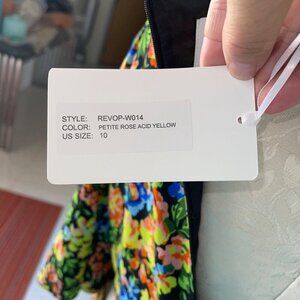 STYLE: REVOP-W014
COLOR: PETITE ROSE ACID YELLOW
US SIZE: 10